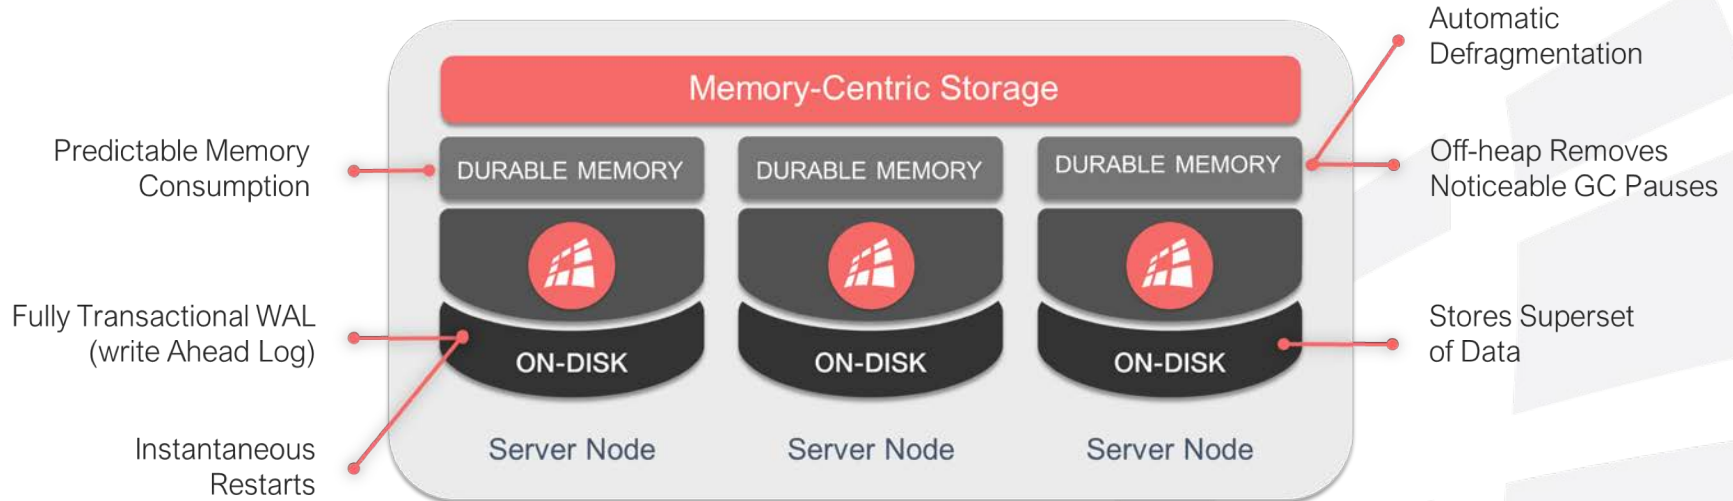 Automatic
Defragmentation
Memory-Centric Storage
Predictable Memory
Consumption
DURABLE MEMORY
DURABLE MEMORY
DURABLE MEMORY
Off-heap Removes
Noticeable GC Pauses
Fully Transactional WAL
(write Ahead Log)
ON-DISK
ON-DISK
ON-DISK
Stores Superset
of Data
Instantaneous
Restarts
Server Node
Server Node
Server Node